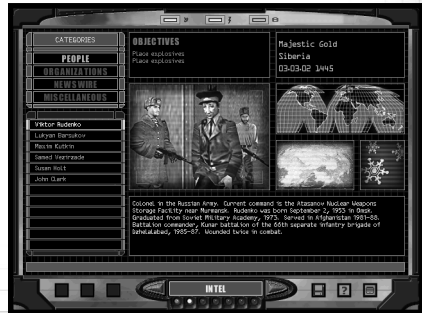 CATEGORIES
PEOPLE
ORGANIZATIONS
NEWSWIRE
MISCELLANEOUS
Viktor Rudenko
Lukyan Barsukov
Maxim Kutkin
Samed Vezirzade
Susan Holt
John Clark
OBJECTIVES
Place explosives
Place explosives
Majestic Gold
Siberia
03.03.02 1445
Colonel in the Russian Army. Current command is the Atasanov Nuclear Weapons
Storage Facility near Murmansk. Rudenko was born September 2, 1953 in Omsk.
Graduated from Soviet Military Academy, 1973. Served in Afghanistan 1981-88.
Battalion commander, Kunar battalion of the 66th separate infantry brigade of
Dehelalabad, 1985-87. Wounded twice in combat.
INTEL